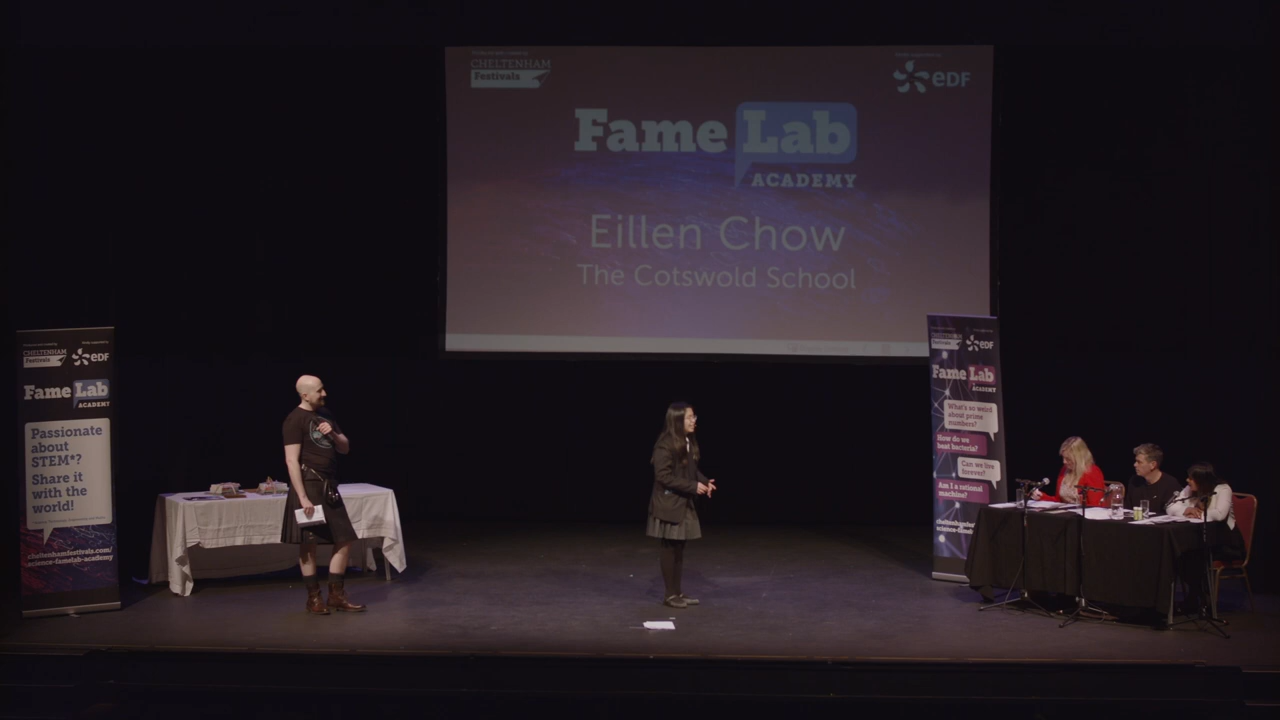 CHELTENHAM
Festivals
eDF
Fame Lab
ACADEMY
Eillen Chow
The Cotswold School
CHELTENHAM
Festivals
eDF
Fame Lab
ACADEMY
Passionate
about
STEM*?
Share it
with the
world!
cheltenhamfestivals.com/
science-famelab-academy
CHELTENHAM
Festivals
eDF
Fame Lab
ACADEMY
What's so weird
about prime
numbers?
How do we
beat bacteria?
Can we live
forever?
Am I a rational
machine?